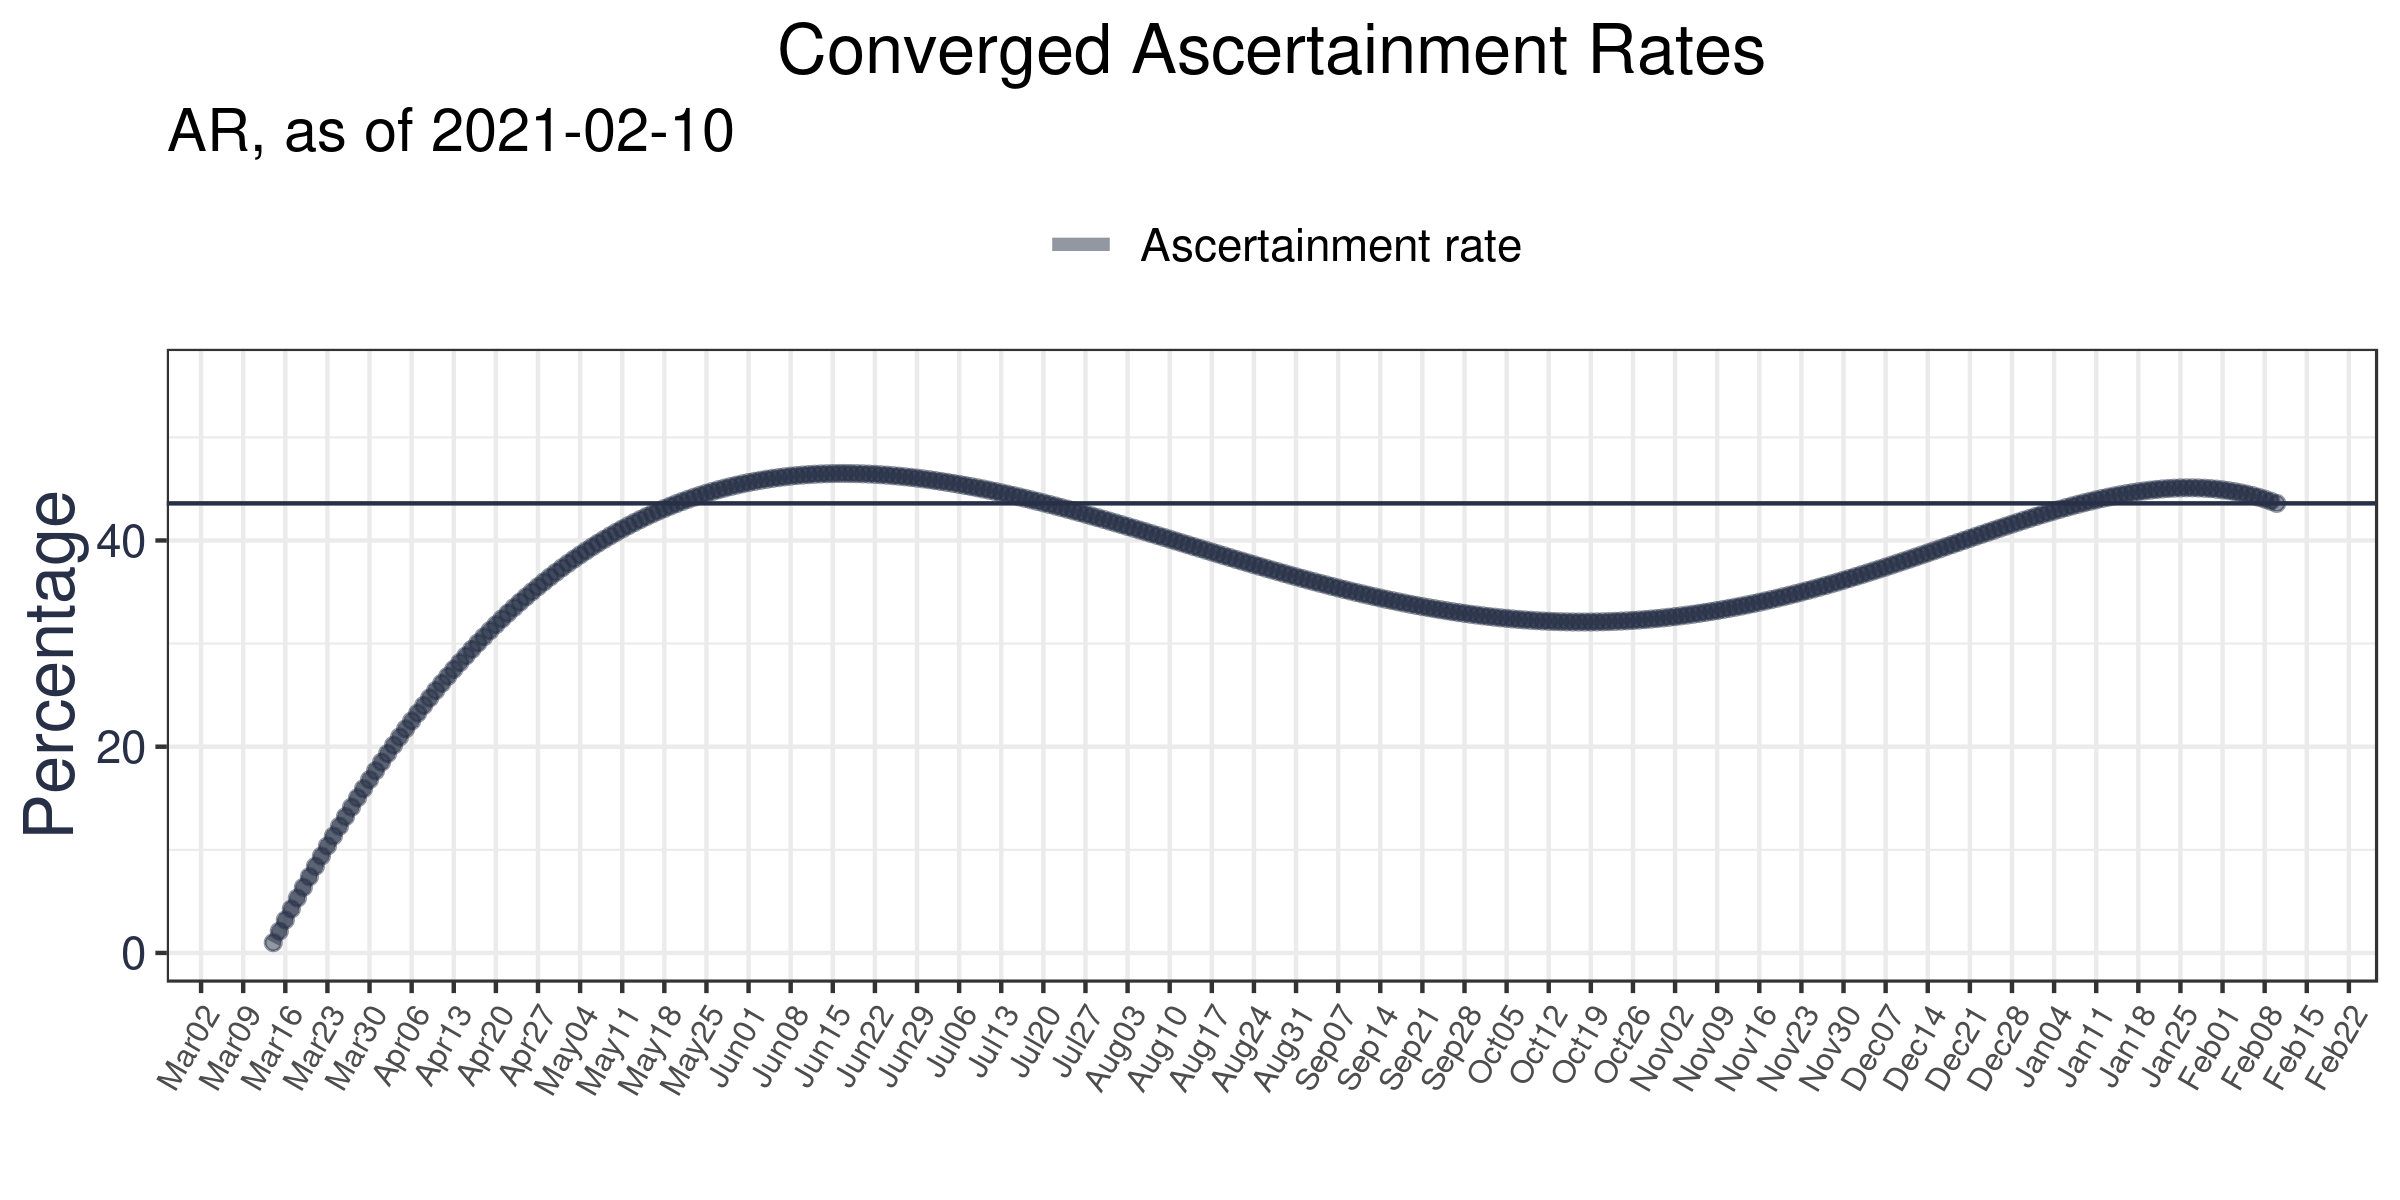 Converged Ascertainment Rates
AR, as of 2021-02-10
Ascertainment rate
Percentage
40
20
0
Mar02
Mar09
Mar16
Mar23
Mar30
Apr06
Apr13
Apr20
Apr27
May04
May11
May18
May25
Jun01
Jun08
Jun15
Jun22
Jun29
Jul06
Jul13
Jul20
Jul27
Aug03
Aug10
Aug17
Aug24
Aug31
Sep07
Sep14
Sep21
Sep28
Oct05
Oct12
Oct19
Oct26
Nov02
Nov09
Nov16
Nov23
Nov30
Dec07
Dec14
Dec21
Dec28
Jan04
Jan11
Jan18
Jan25
Feb01
Feb08
Feb15
Feb22